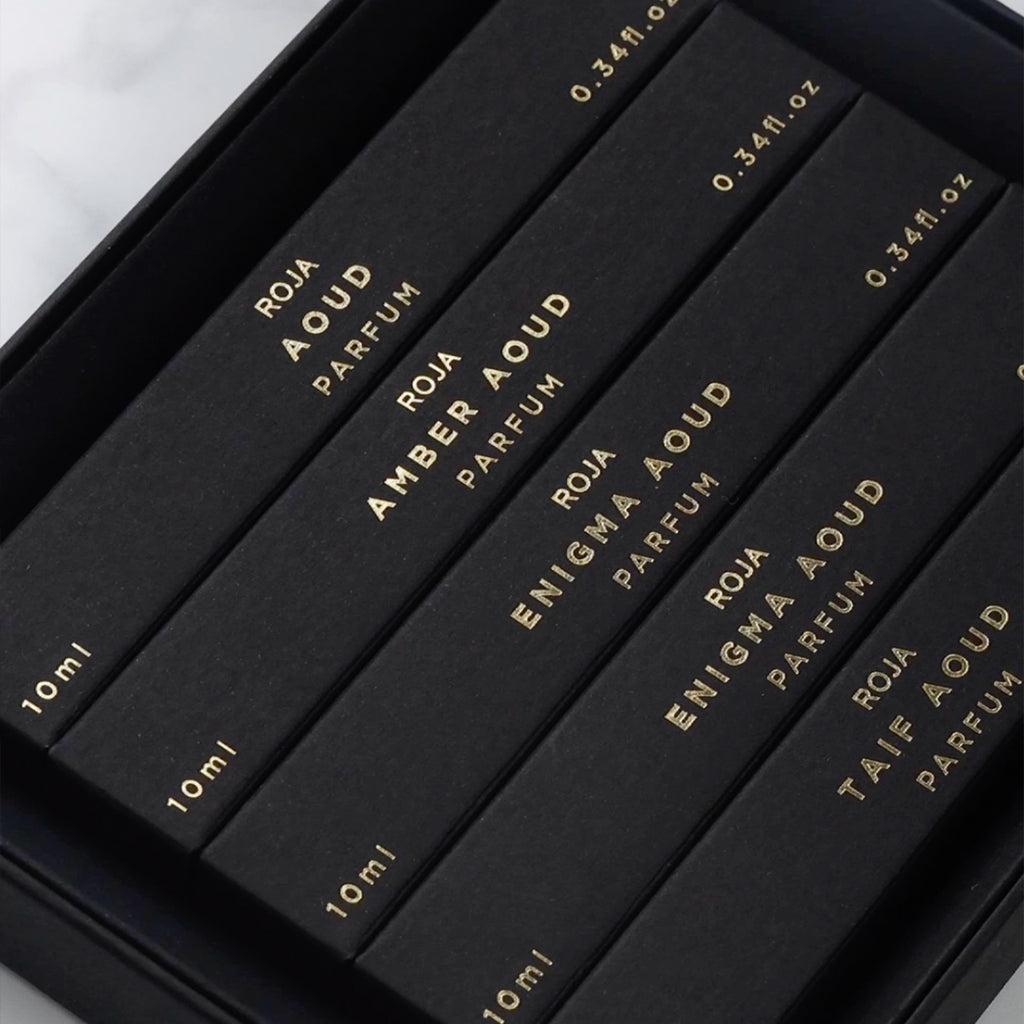 0.34fl.oz
ROJA
AOUD
PARFUM
10ml
0.34fl.oz
ROJA
AMBER AOUD
PARFUM
10ml
0.34fl.oz
ROJA
ENIGMA AOUD
PARFUM
10ml
ROJA
ENIGMA AOUD
PARFUM
10ml
ROJA
TAIF AOUD
PARFUM